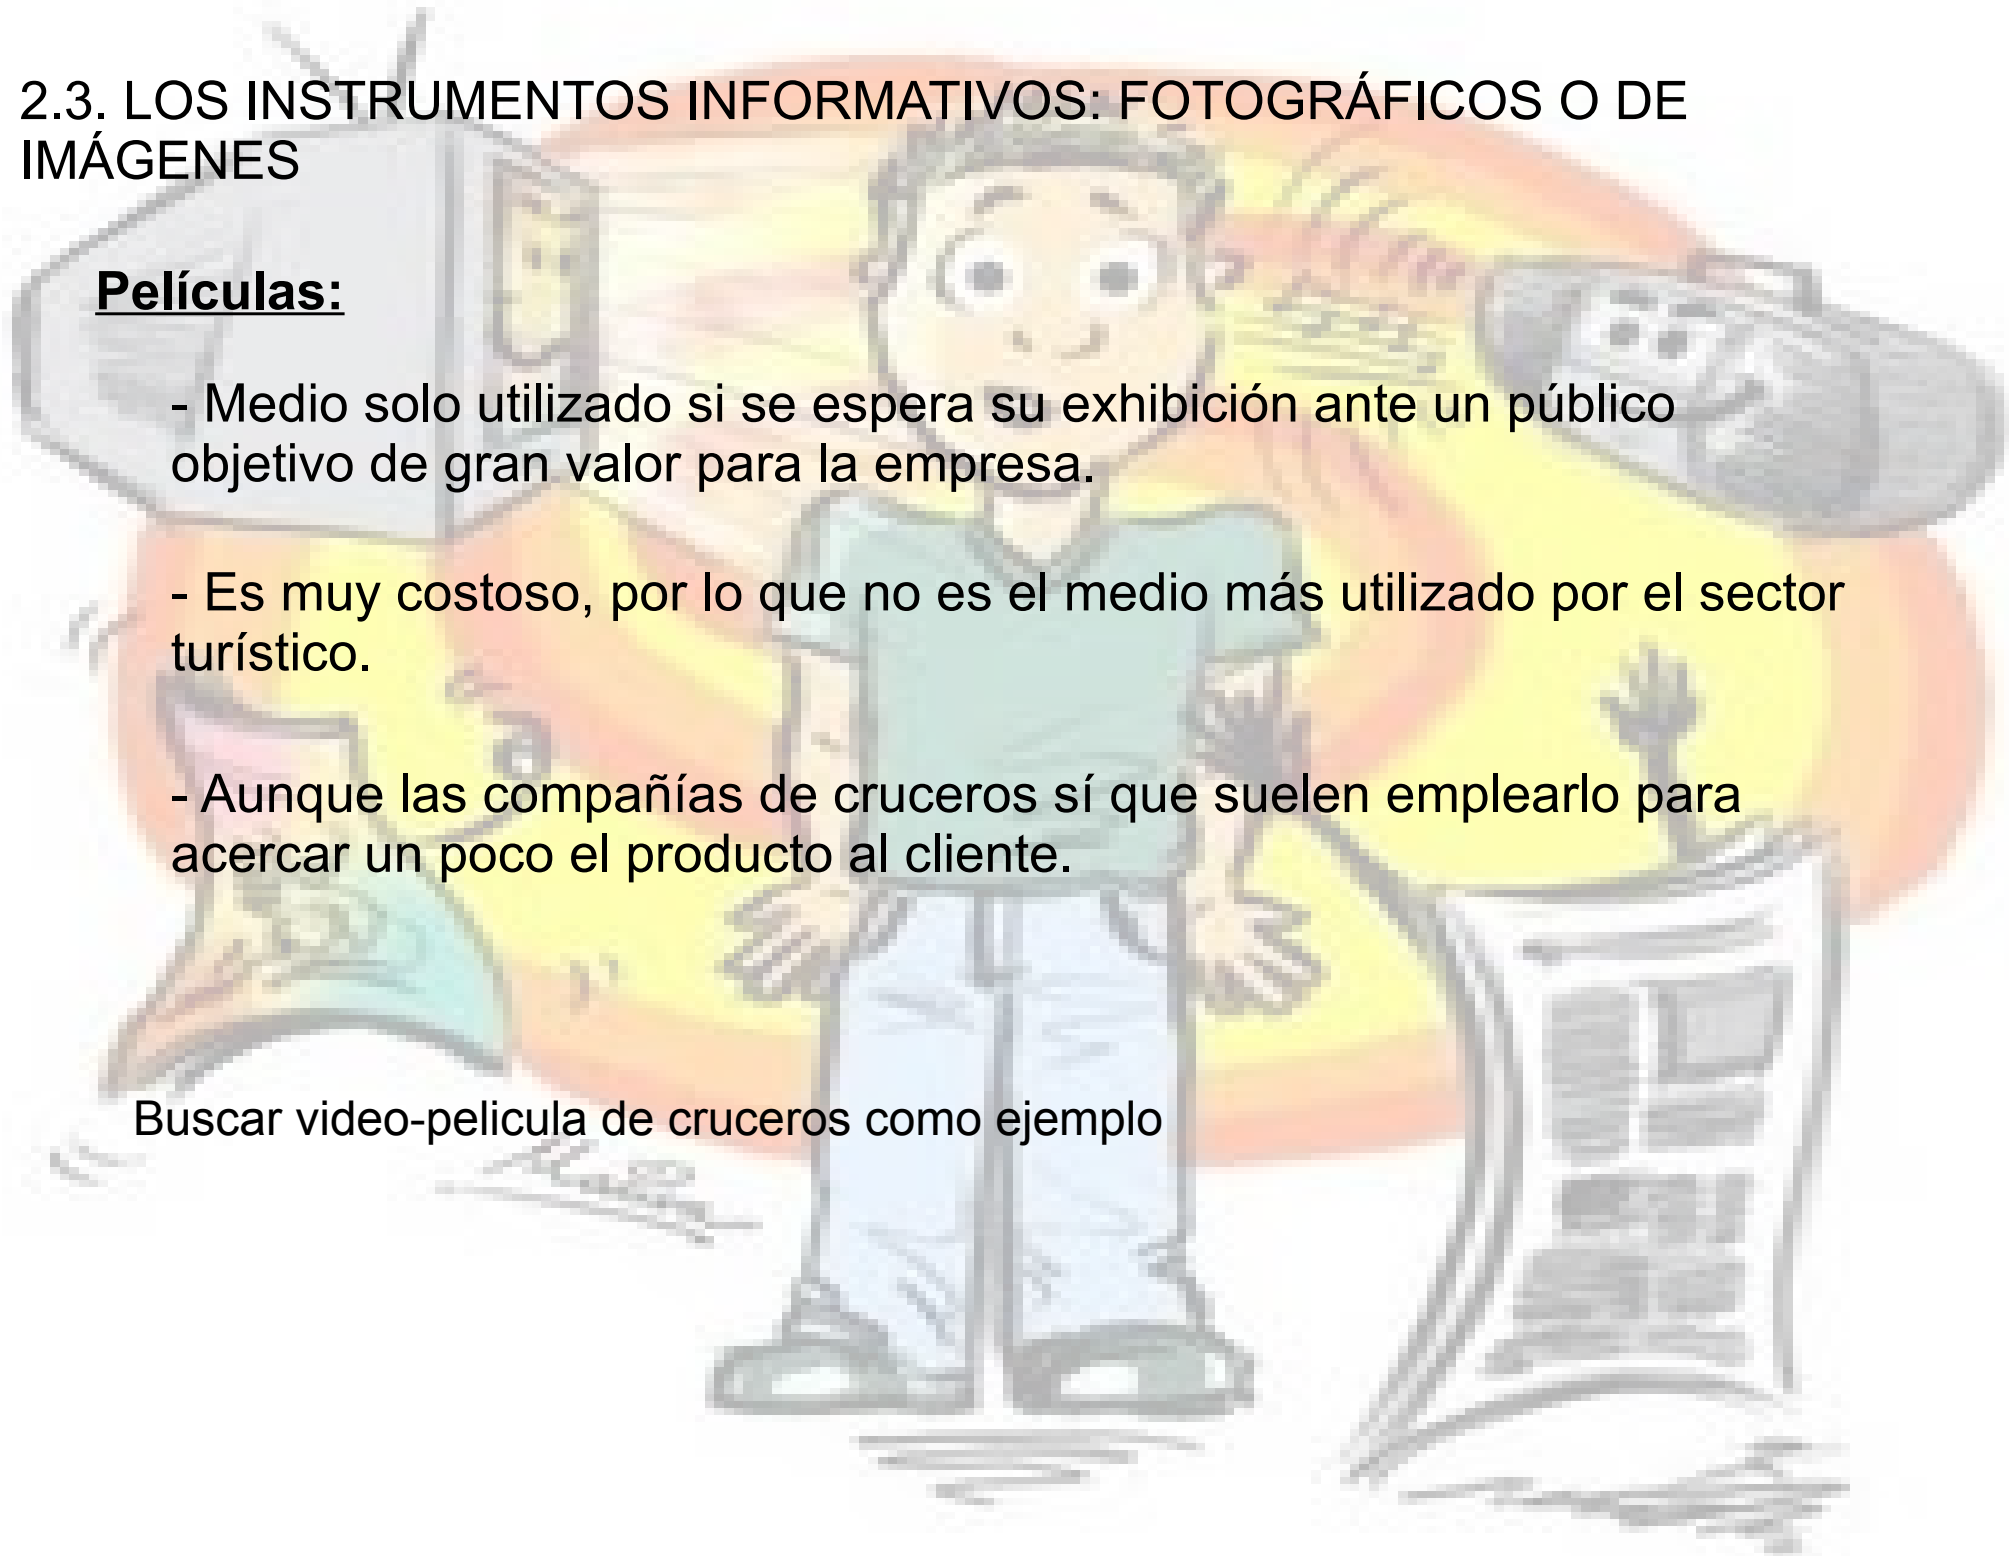 2.3. LOS INSTRUMENTOS INFORMATIVOS: FOTOGRÁFICOS O DE
IMÁGENES
Películas:
- Medio solo utilizado si se espera su exhibición ante un público
objetivo de gran valor para la empresa.
- Es muy costoso, por lo que no es el medio más utilizado por el sector
turístico.
- Aunque las compañías de cruceros sí que suelen emplearlo para
acercar un poco el producto al cliente.
Buscar video-pelicula de cruceros como ejemplo